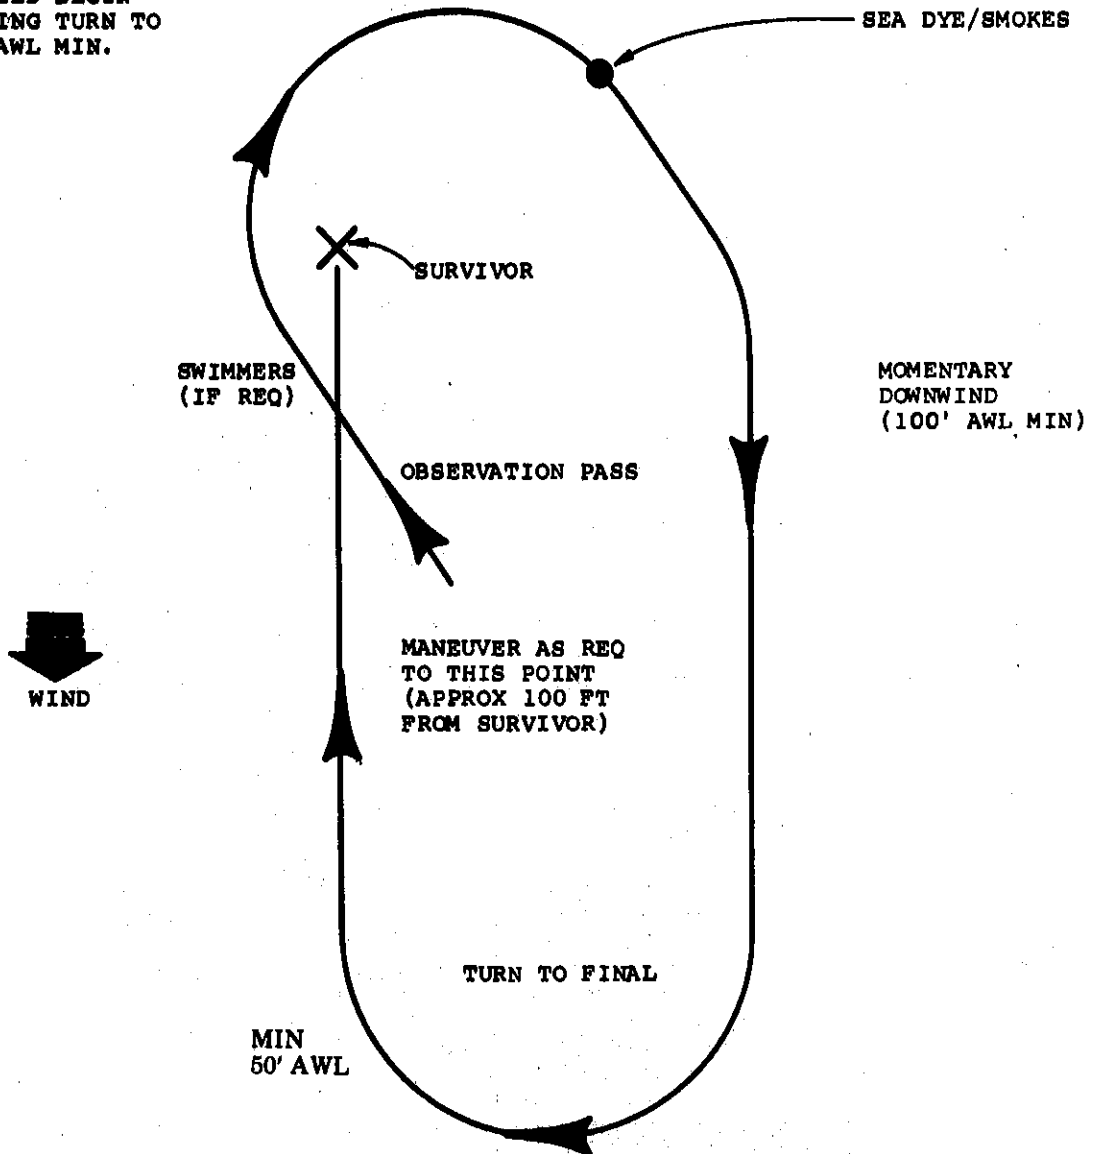 ING TURN TO
AWL MIN.
SEA DYE/SMOKES
SURVIVOR
SWIMMERS
(IF REQ)
MOMENTARY
DOWNWIND
(100' AWL MIN)
OBSERVATION PASS
MANEUVER AS REQ
TO THIS POINT
(APPROX 100 FT
FROM SURVIVOR)
WIND
TURN TO FINAL
MIN
50' AWL